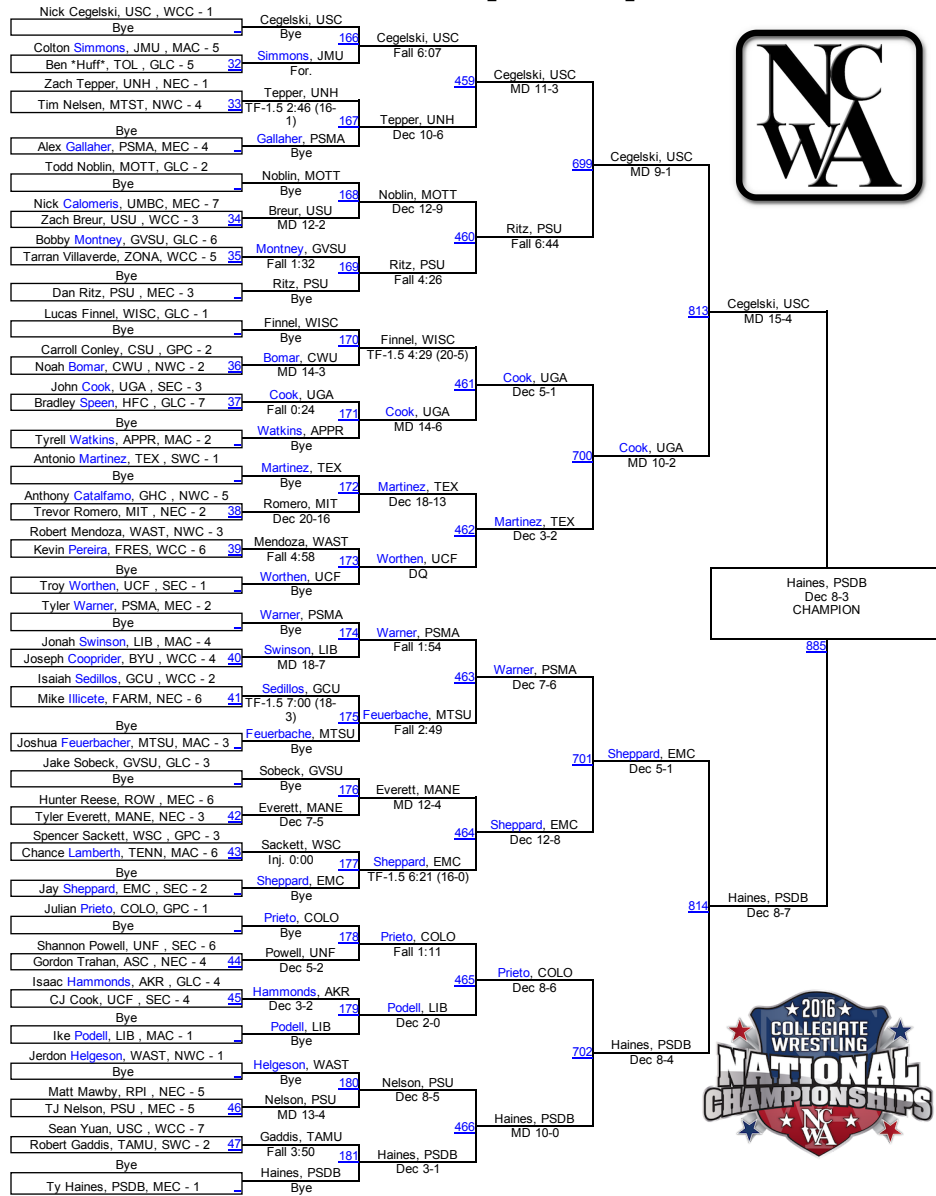 Nick Cegelski, USC , WCC - 1
Bye
Colton Simmons, JMU , MAC - 5
Ben *Huff*, TOL , GLC - 5 32
Zach Tepper, UNH , NEC - 1
Tim Nelsen, MTST, NWC - 4 33
Bye
Alex Gallaher, PSMA, MEC - 4
Todd Noblin, MOTT, GLC - 2
Bye
Nick Calomeris, UMBC, MEC - 7
Zach Breur, USU , WCC - 3 34
Bobby Montney, GVSU, GLC - 6
Tarran Villaverde, ZONA, WCC - 5 35
Bye
Dan Ritz, PSU , MEC - 3
Lucas Finnel, WISC, GLC - 1
Bye
Carroll Conley, CSU , GPC - 2
Noah Bomar, CWU , NWC - 2 36
John Cook, UGA , SEC - 3
Bradley Speen, HFC , GLC - 7 37
Bye
Tyrell Watkins, APPR, MAC - 2
Antonio Martinez, TEX , SWC - 1
Bye
Anthony Catalfamo, GHC , NWC - 5
Trevor Romero, MIT , NEC - 2 38
Robert Mendoza, WAST, NWC - 3
Kevin Pereira, FRES, WCC - 6 39
Bye
Troy Worthen, UCF , SEC - 1
Tyler Warner, PSMA, MEC - 2
Bye
Jonah Swinson, LIB , MAC - 4
Joseph Cooprider, BYU , WCC - 4 40
Isaiah Sedillos, GCU , WCC - 2
Mike Illicete, FARM, NEC - 6 41
Bye
Joshua Feuerbacher, MTSU, MAC - 3
Jake Sobeck, GVSU, GLC - 3
Bye
Hunter Reese, ROW , MEC - 6
Tyler Everett, MANE, NEC - 3 42
Spencer Sackett, WSC , GPC - 3
Chance Lamberth, TENN, MAC - 6 43
Bye
Jay Sheppard, EMC , SEC - 2
Julian Prieto, COLO, GPC - 1
Bye
Shannon Powell, UNF , SEC - 6
Gordon Trahan, ASC , NEC - 4 44
Isaac Hammonds, AKR , GLC - 4
CJ Cook, UCF , SEC - 4 45
Bye
Ike Podell, LIB , MAC - 1
Jerdon Helgeson, WAST, NWC - 1
Bye
Matt Mawby, RPI , NEC - 5
TJ Nelson, PSU , MEC - 5 46
Sean Yuan, USC , WCC - 7
Robert Gaddis, TAMU, SWC - 2 47
Bye
Ty Haines, PSDB, MEC - 1
Cegelski, USC
Bye
166
Simmons, JMU
For.
Tepper, UNH
TF-1.5 2:46 (16-
1)
167
Gallaher, PSMA
Bye
Noblin, MOTT
Bye
168
Breur, USU
MD 12-2
Montney, GVSU
Fall 1:32
169
Ritz, PSU
Bye
Finnel, WISC
Bye
170
Bomar, CWU
MD 14-3
Cook, UGA
Fall 0:24
171
Watkins, APPR
Bye
Martinez, TEX
Bye
172
Romero, MIT
Dec 20-16
Mendoza, WAST
Fall 4:58
173
Worthen, UCF
Bye
Warner, PSMA
Bye
174
Swinson, LIB
MD 18-7
Sedillos, GCU
TF-1.5 7:00 (18-
3)
175
Feuerbache, MTSU
Bye
Sobeck, GVSU
Bye
176
Everett, MANE
Dec 7-5
Sackett, WSC
Inj. 0:00
177
Sheppard, EMC
Bye
Prieto, COLO
Bye
178
Powell, UNF
Dec 5-2
Hammonds, AKR
Dec 3-2
179
Podell, LIB
Bye
Helgeson, WAST
Bye
180
Nelson, PSU
MD 13-4
Gaddis, TAMU
Fall 3:50
181
Haines, PSDB
Bye
Cegelski, USC
Fall 6:07
459
Tepper, UNH
Dec 10-6
Noblin, MOTT
Dec 12-9
460
Ritz, PSU
Fall 4:26
Finnel, WISC
TF-1.5 4:29 (20-5)
461
Cook, UGA
MD 14-6
Martinez, TEX
Dec 18-13
462
Worthen, UCF
DQ
Warner, PSMA
Fall 1:54
463
Feuerbache, MTSU
Fall 2:49
Everett, MANE
MD 12-4
464
Sheppard, EMC
TF-1.5 6:21 (16-0)
Prieto, COLO
Fall 1:11
465
Podell, LIB
Dec 2-0
Nelson, PSU
Dec 8-5
466
Haines, PSDB
Dec 3-1
Cegelski, USC
MD 11-3
699
Ritz, PSU
Fall 6:44
Cook, UGA
Dec 5-1
700
Martinez, TEX
Dec 3-2
Warner, PSMA
Dec 7-6
701
Sheppard, EMC
Dec 12-8
Prieto, COLO
Dec 8-6
702
Haines, PSDB
MD 10-0
Cegelski, USC
MD 9-1
813
Cook, UGA
MD 10-2
Sheppard, EMC
Dec 5-1
814
Haines, PSDB
Dec 8-4
Cegelski, USC
MD 15-4
Haines, PSDB
Dec 8-3
CHAMPION
885
Haines, PSDB
Dec 8-7
NCWA
2016
COLLEGIATE
WRESTLING
NATIONAL
CHAMPIONSHIPS
NCWA